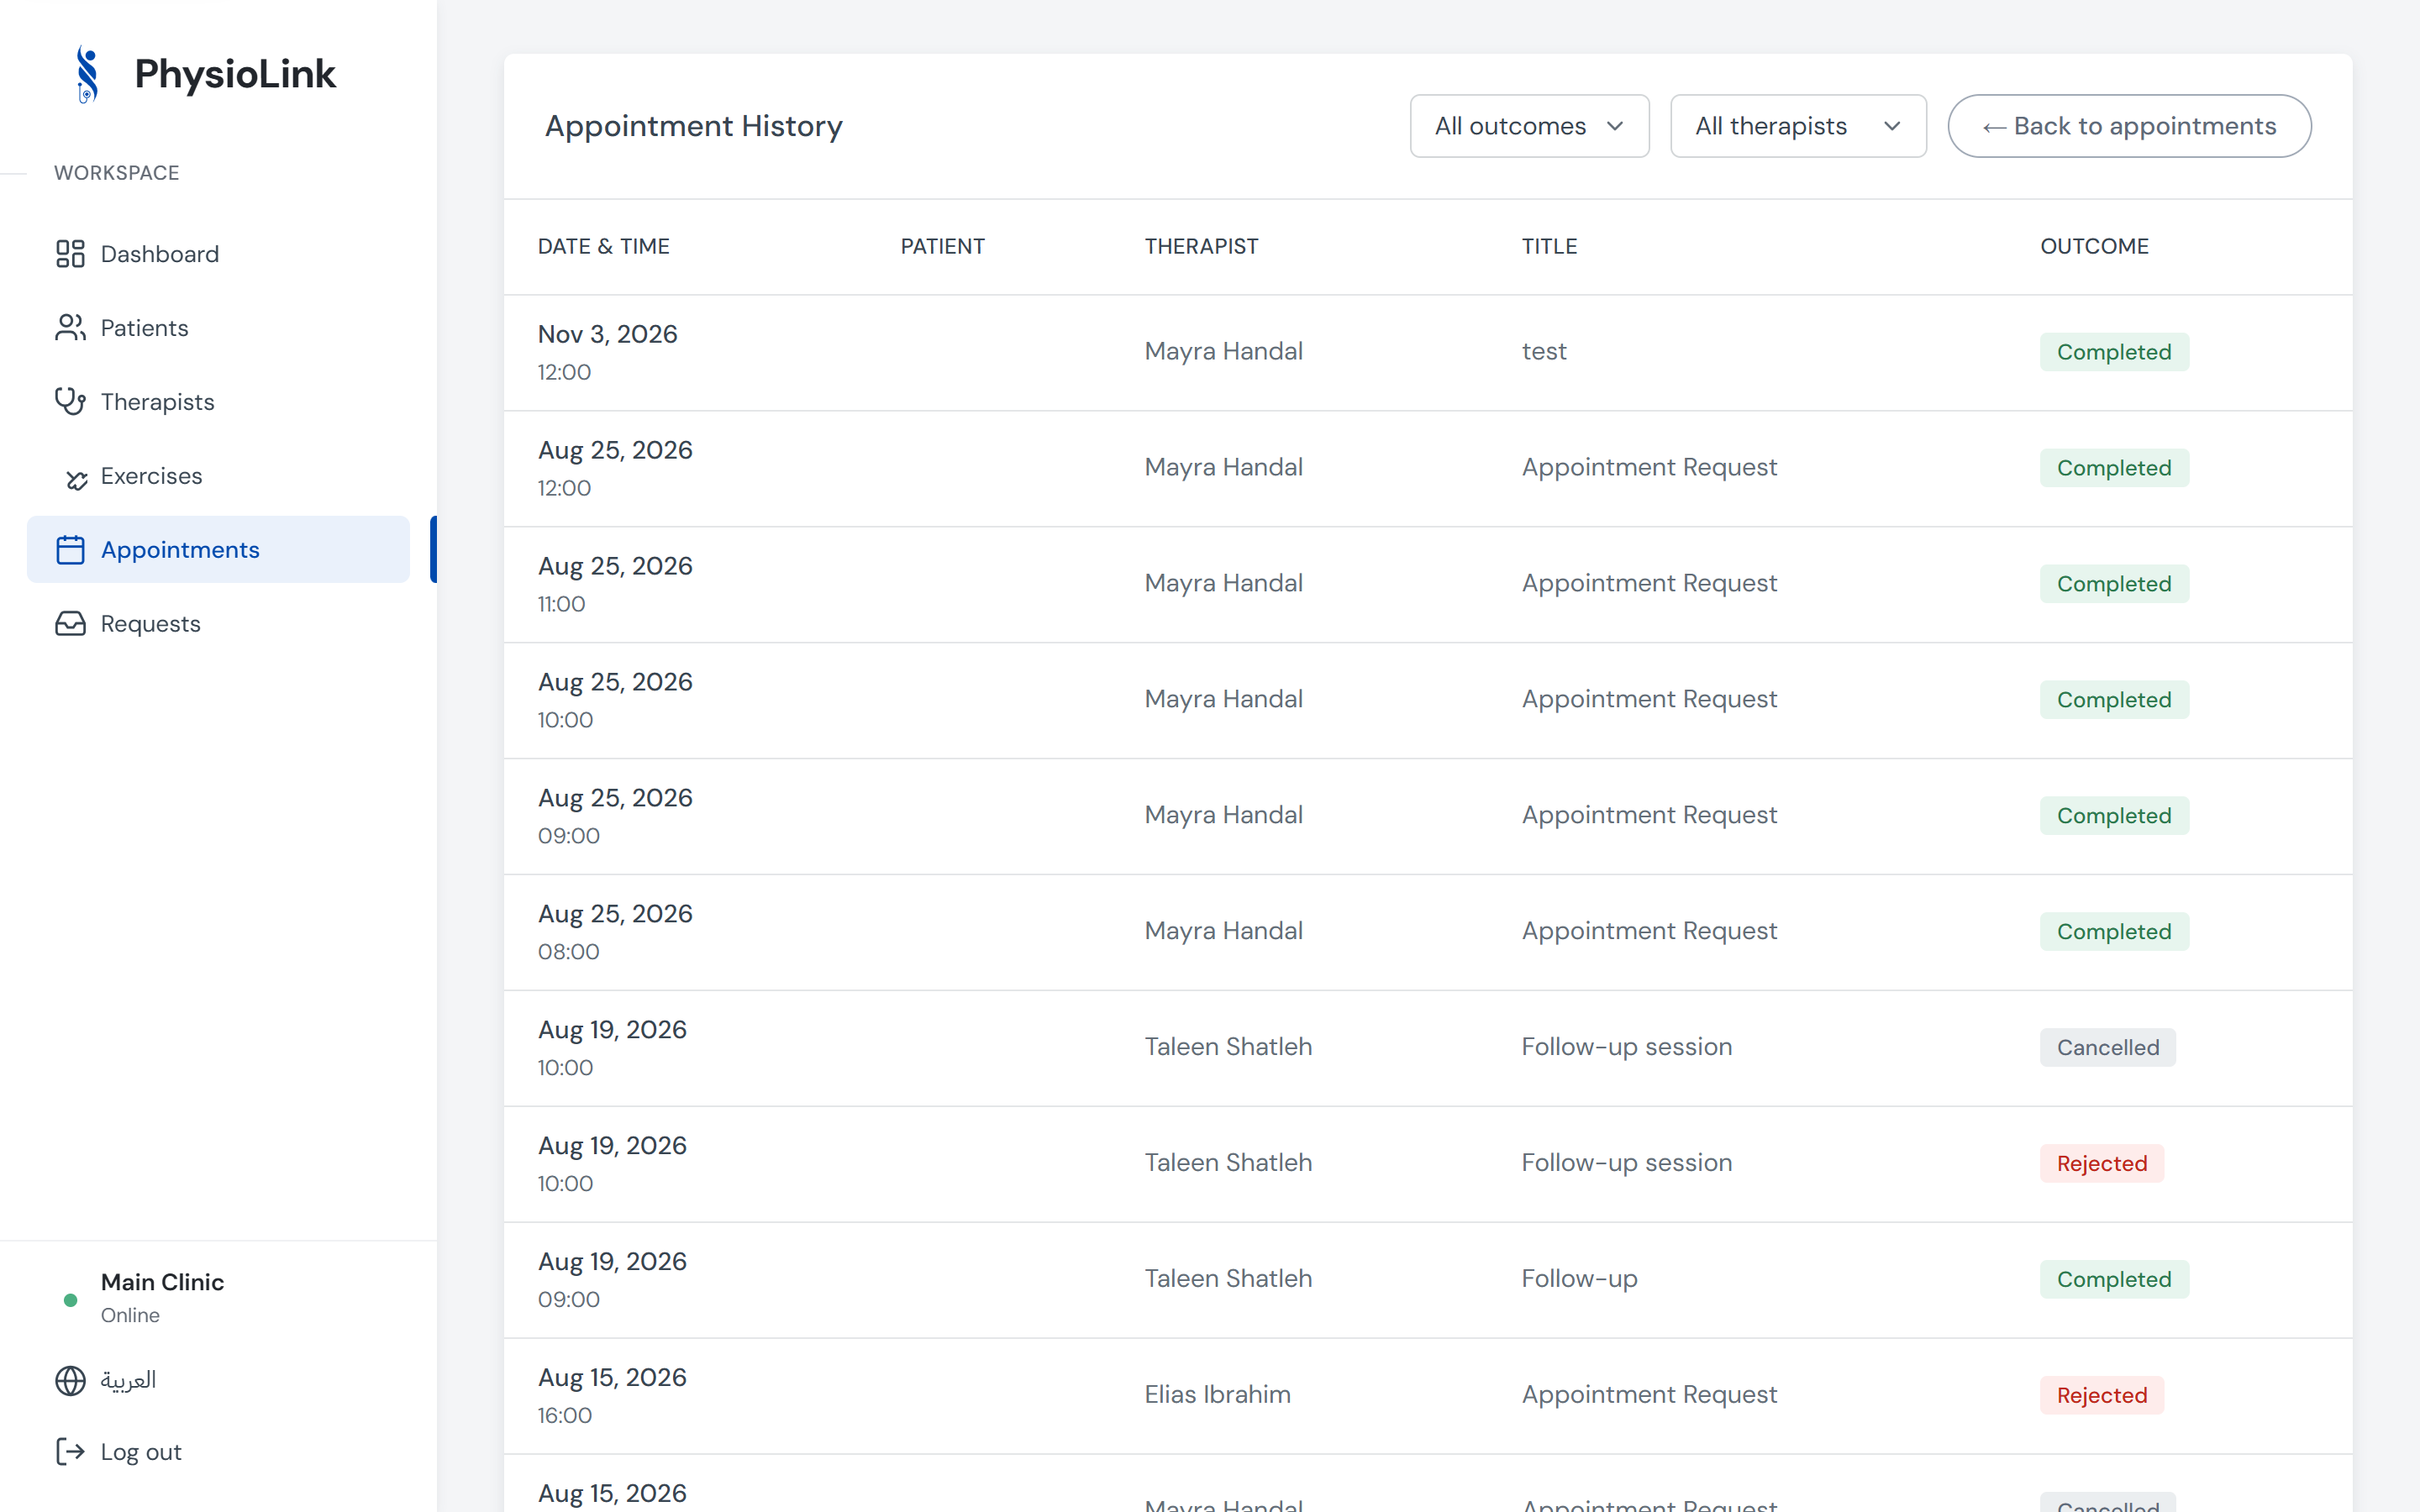 PhysioLink
WORKSPACE
Dashboard
Patients
Therapists
Exercises
Appointments
Requests
Main Clinic
Online
العربية
Log out
Appointment History
All outcomes
All therapists
← Back to appointments
DATE & TIME PATIENT THERAPIST TITLE OUTCOME
Nov 3, 2026
12:00
Mayra Handal test Completed
Aug 25, 2026
12:00
Mayra Handal Appointment Request Completed
Aug 25, 2026
11:00
Mayra Handal Appointment Request Completed
Aug 25, 2026
10:00
Mayra Handal Appointment Request Completed
Aug 25, 2026
09:00
Mayra Handal Appointment Request Completed
Aug 25, 2026
08:00
Mayra Handal Appointment Request Completed
Aug 19, 2026
10:00
Taleen Shatleh Follow-up session Cancelled
Aug 19, 2026
10:00
Taleen Shatleh Follow-up session Rejected
Aug 19, 2026
09:00
Taleen Shatleh Follow-up Completed
Aug 15, 2026
16:00
Elias Ibrahim Appointment Request Rejected
Aug 15, 2026
Mayra Handal Appointment Request Cancelled